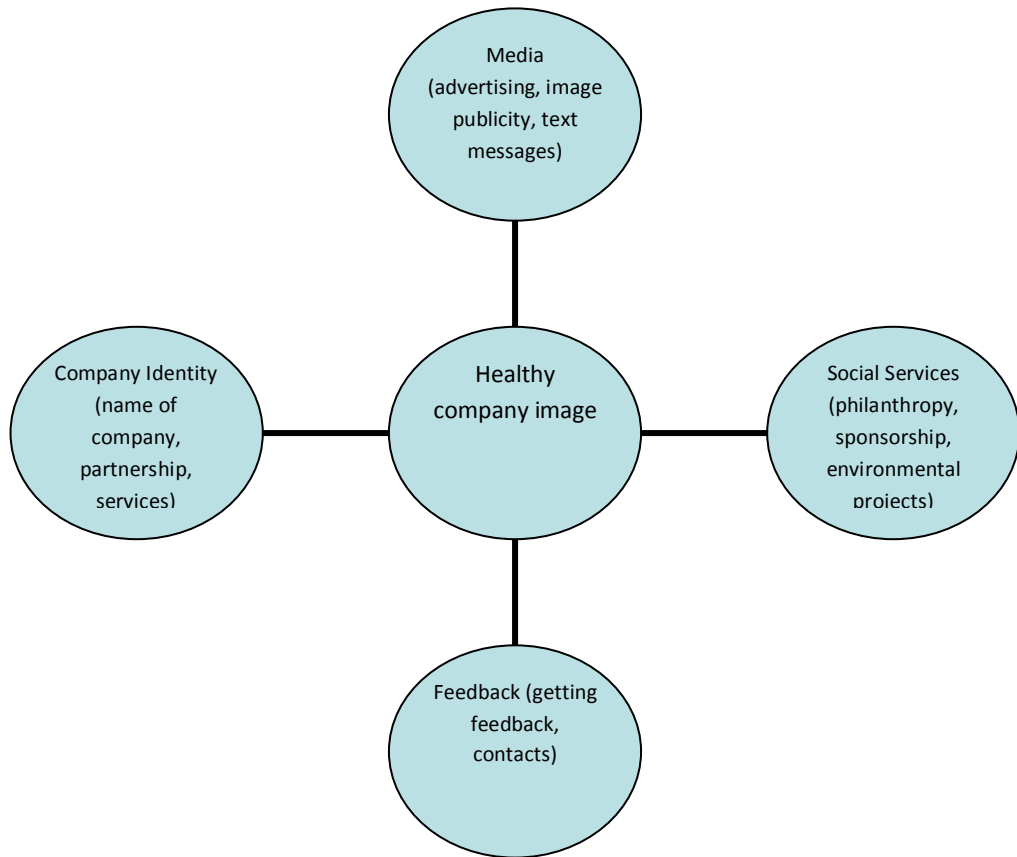 Media
(advertising, image
publicity, text
messages)
Company Identity
(name of
company,
partnership,
services)
Healthy
company image
Social Services
(philanthropy,
sponsorship,
environmental
projects)
Feedback (getting
feedback,
contacts)